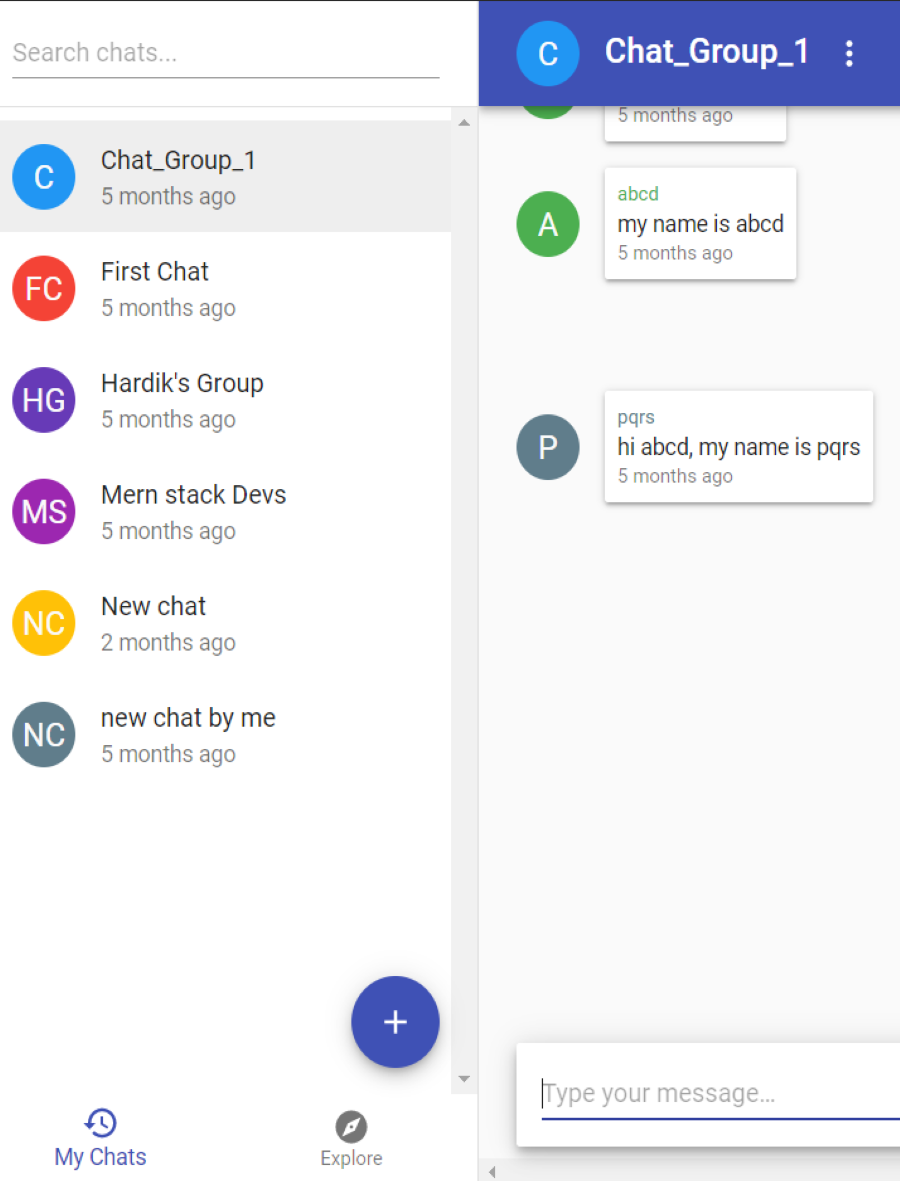 Search chats...
C
Chat_Group_1
5 months ago
FC
First Chat
5 months ago
HG
Hardik's Group
5 months ago
MS
Mern stack Devs
5 months ago
NC
New chat
2 months ago
NC
new chat by me
5 months ago
+
My Chats
Explore
C
Chat_Group_1
5 months ago
A
abcd
my name is abcd
5 months ago
P
pqrs
hi abcd, my name is pqrs
5 months ago
Type your message...